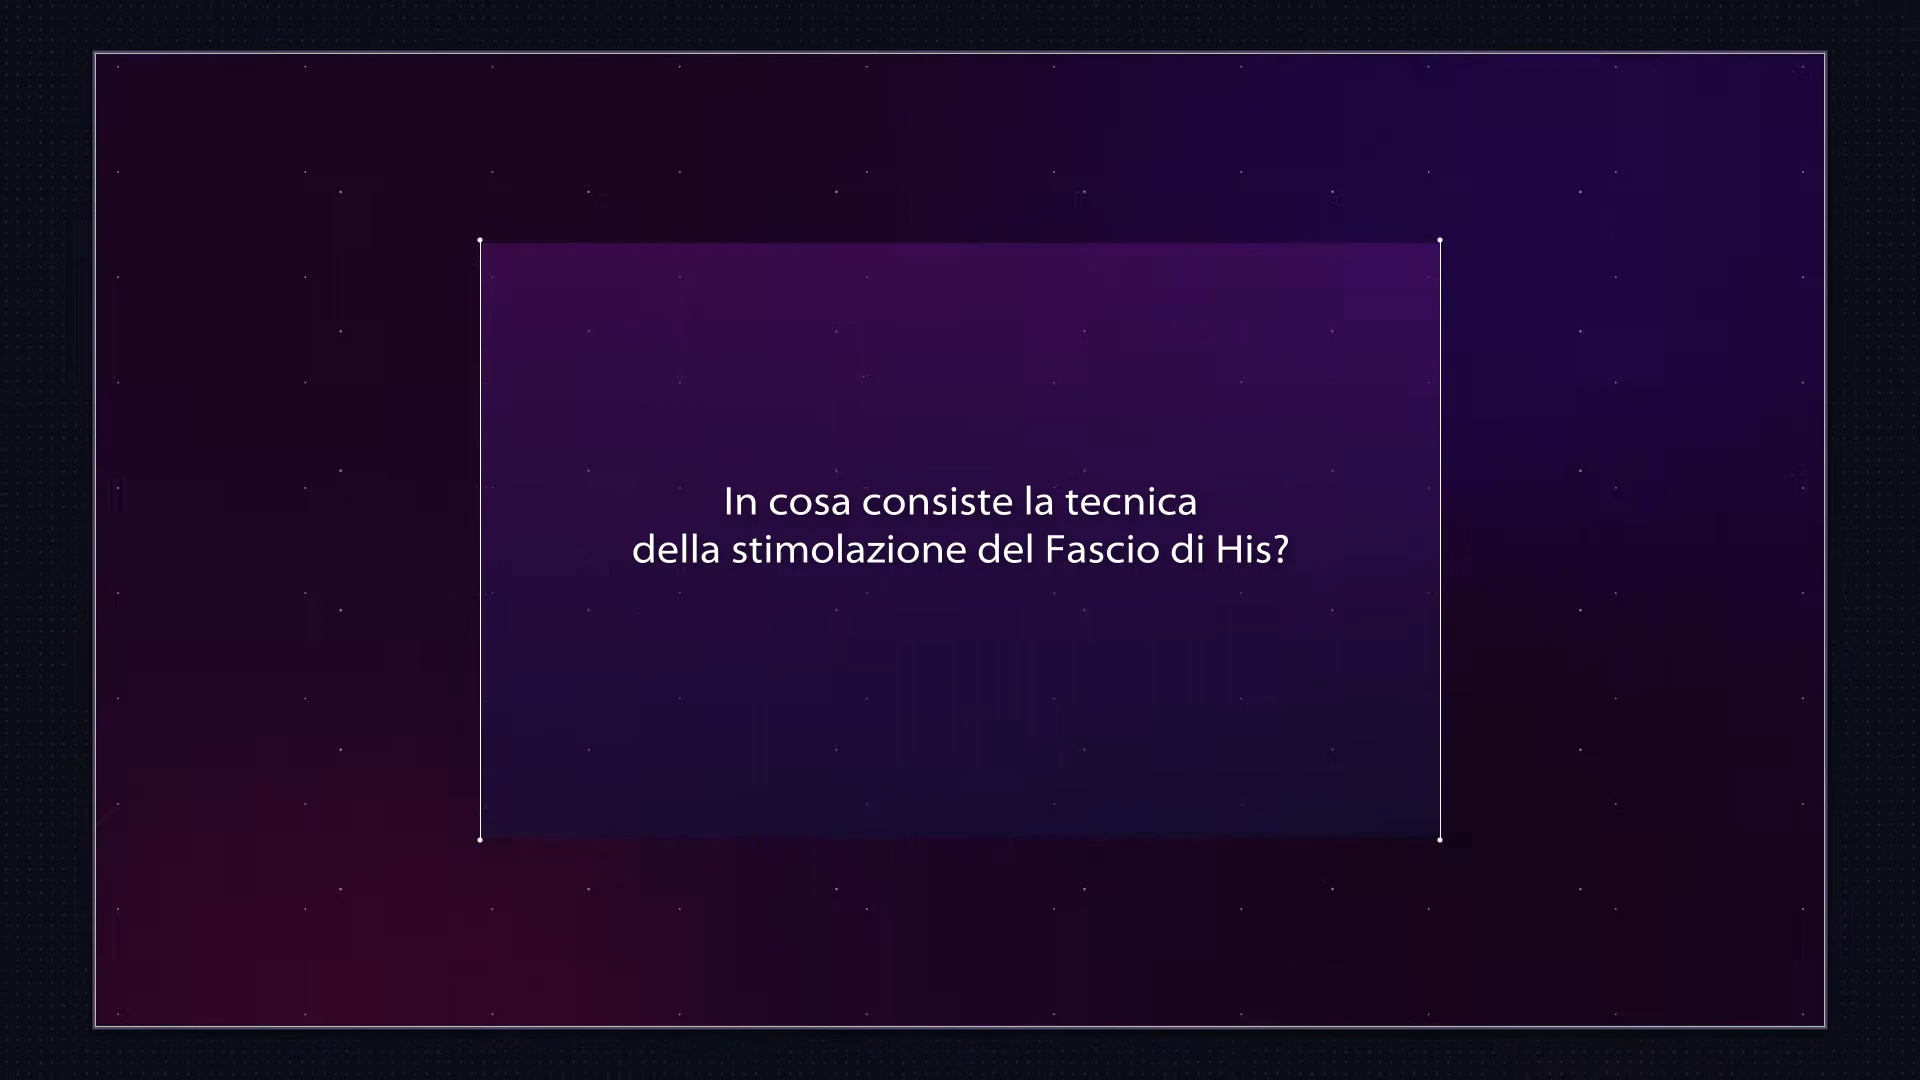 In cosa consiste la tecnica
della stimolazione del Fascio di His?